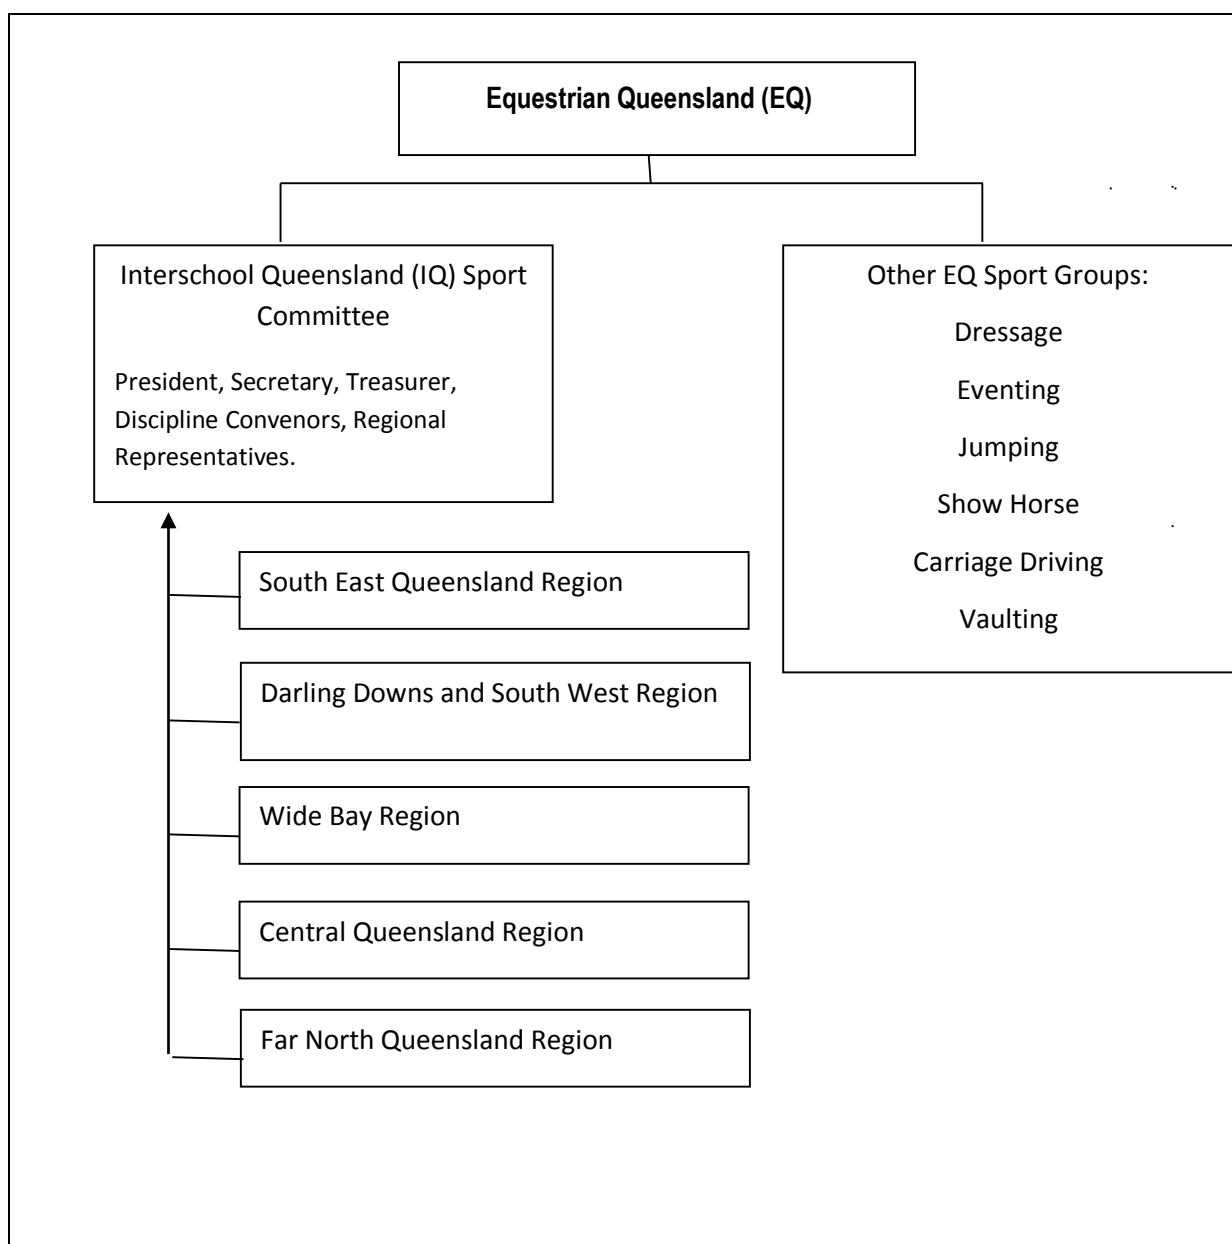 Equestrian Queensland (EQ)
Interschool Queensland (IQ) Sport
Committee
President, Secretary, Treasurer,
Discipline Convenors, Regional
Representatives.
Other EQ Sport Groups:
Dressage
Eventing
Jumping
Show Horse
Carriage Driving
Vaulting
South East Queensland Region
Darling Downs and South West Region
Wide Bay Region
Central Queensland Region
Far North Queensland Region